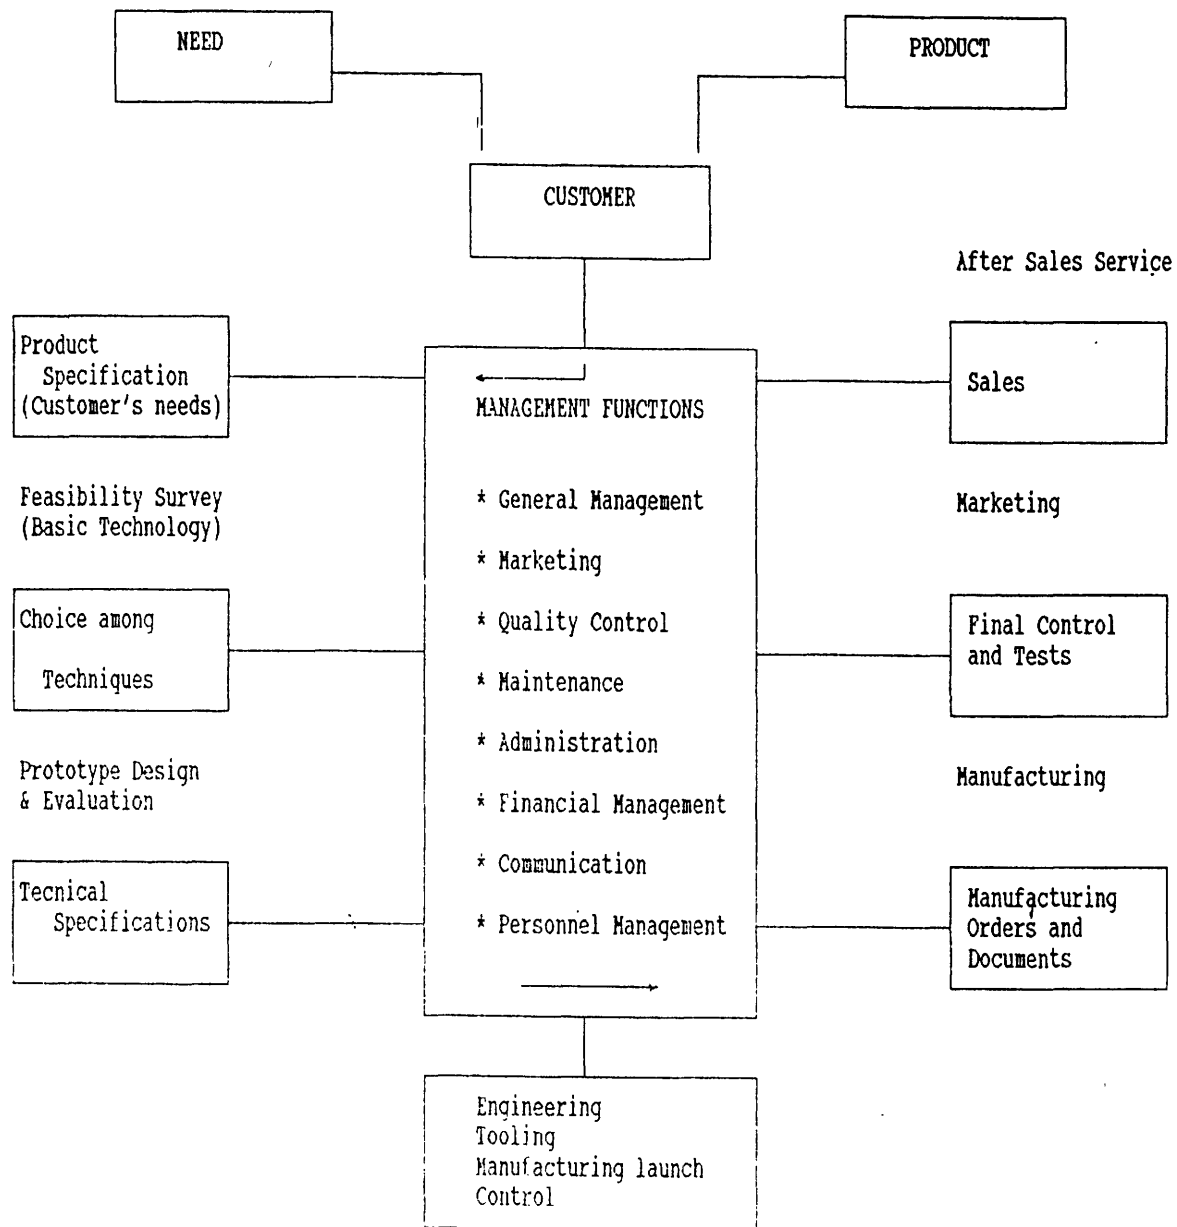 NEED
PRODUCT
CUSTOMER
After Sales Service
Product
Specification
(Customer's needs)
Feasibility Survey
(Basic Technology)
Choice among
Techniques
Prototype Design
& Evaluation
Tecnical
Specifications
MANAGEMENT FUNCTIONS
* General Management
* Marketing
* Quality Control
* Maintenance
* Administration
* Financial Management
* Communication
* Personnel Management
Sales
Marketing
Final Control
and Tests
Manufacturing
Manufacturing
Orders and
Documents
Engineering
Tooling
Manufacturing launch
Control